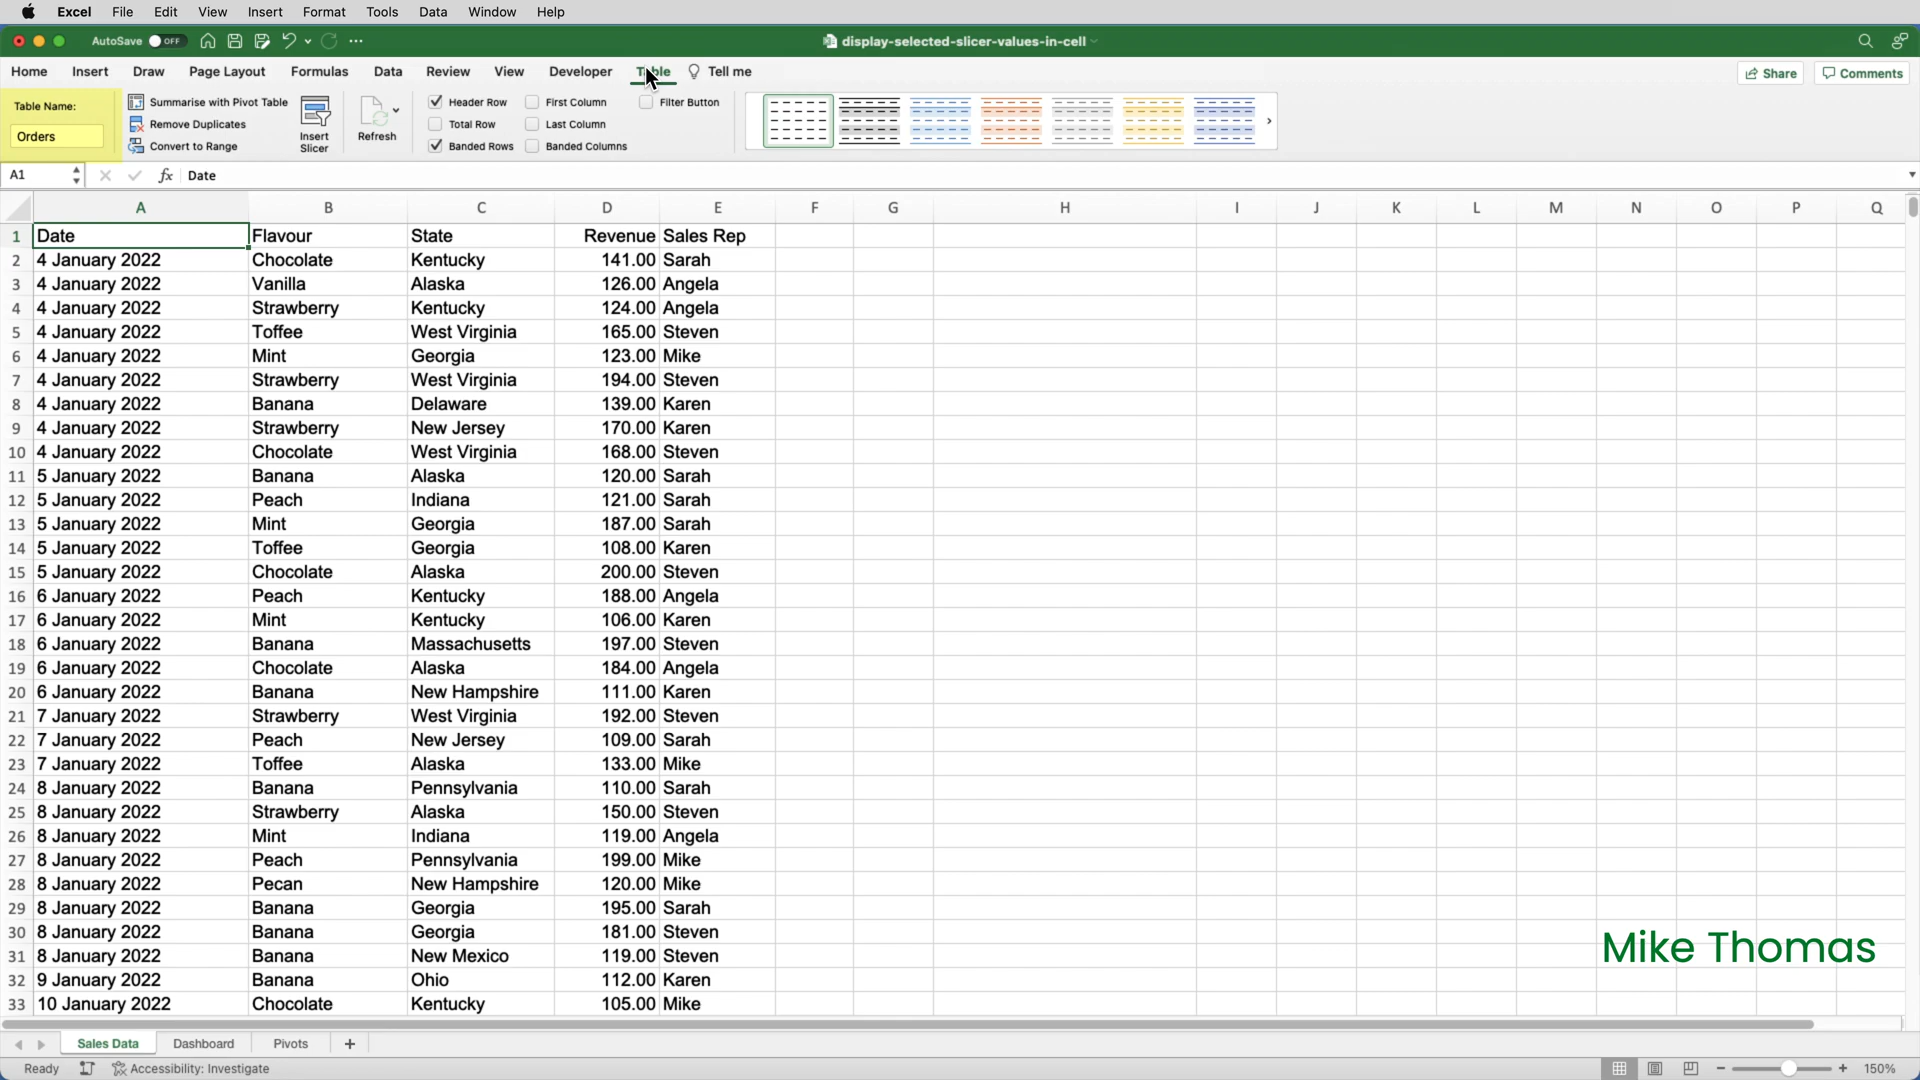 Excel File Edit View Insert Format Tools Data Window Help
AutoSave OFF display-selected-slicer-values-in-cell
Home Insert Draw Page Layout Formulas Data Review View Developer Table Tell me Share Comments
Table Name:
Orders
Summarise with Pivot Table
Remove Duplicates
Convert to Range
Insert
Slicer
Refresh
Header Row First Column Filter Button
Total Row Last Column
Banded Rows Banded Columns
A1 fx Date
A B C D E F G H I J K L M N O P Q
1 Date Flavour State Revenue Sales Rep
2 4 January 2022 Chocolate Kentucky 141.00 Sarah
3 4 January 2022 Vanilla Alaska 126.00 Angela
4 4 January 2022 Strawberry Kentucky 124.00 Angela
5 4 January 2022 Toffee West Virginia 165.00 Steven
6 4 January 2022 Mint Georgia 123.00 Mike
7 4 January 2022 Strawberry West Virginia 194.00 Steven
8 4 January 2022 Banana Delaware 139.00 Karen
9 4 January 2022 Strawberry New Jersey 170.00 Karen
10 4 January 2022 Chocolate West Virginia 168.00 Steven
11 5 January 2022 Banana Alaska 120.00 Sarah
12 5 January 2022 Peach Indiana 121.00 Sarah
13 5 January 2022 Mint Georgia 187.00 Sarah
14 5 January 2022 Toffee Georgia 108.00 Karen
15 5 January 2022 Chocolate Alaska 200.00 Steven
16 6 January 2022 Peach Kentucky 188.00 Angela
17 6 January 2022 Mint Kentucky 106.00 Karen
18 6 January 2022 Banana Massachusetts 197.00 Steven
19 6 January 2022 Chocolate Alaska 184.00 Angela
20 6 January 2022 Banana New Hampshire 111.00 Karen
21 7 January 2022 Strawberry West Virginia 192.00 Steven
22 7 January 2022 Peach New Jersey 109.00 Sarah
23 7 January 2022 Toffee Alaska 133.00 Mike
24 8 January 2022 Banana Pennsylvania 110.00 Sarah
25 8 January 2022 Strawberry Alaska 150.00 Steven
26 8 January 2022 Mint Indiana 119.00 Angela
27 8 January 2022 Peach Pennsylvania 199.00 Mike
28 8 January 2022 Pecan New Hampshire 120.00 Mike
29 8 January 2022 Banana Georgia 195.00 Sarah
30 8 January 2022 Banana Georgia 181.00 Steven
31 8 January 2022 Banana New Mexico 119.00 Steven
32 9 January 2022 Banana Ohio 112.00 Karen
33 10 January 2022 Chocolate Kentucky 105.00 Mike
Mike Thomas
Sales Data Dashboard Pivots +
Ready Accessibility: Investigate 150%